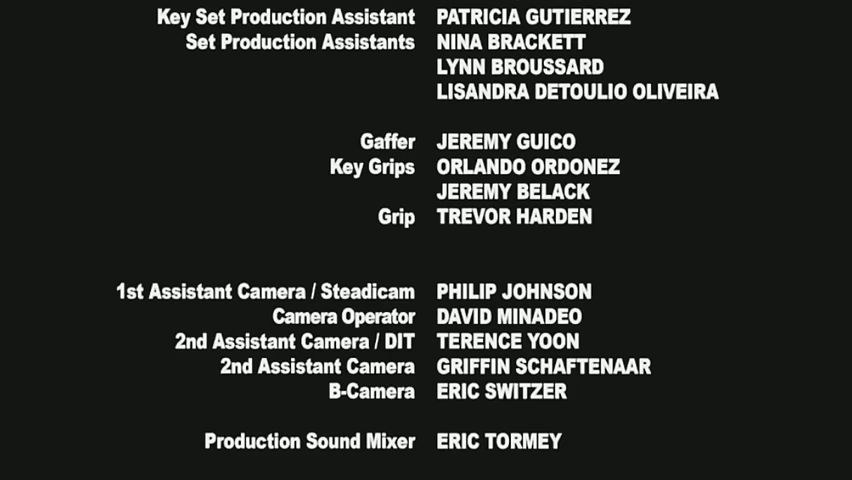 Key Set Production Assistant PATRICIA GUTIERREZ
Set Production Assistants NINA BRACKETT
LYNN BROUSSARD
LISANDRA DETOULIO OLIVEIRA
Gaffer JEREMY GUICO
Key Grips ORLANDO ORDONEZ
JEREMY BELACK
Grip TREVOR HARDEN
1st Assistant Camera / Steadicam PHILIP JOHNSON
Camera Operator DAVID MINADEO
2nd Assistant Camera / DIT TERENCE YOON
2nd Assistant Camera GRIFFIN SCHAFTENAAR
B-Camera ERIC SWITZER
Production Sound Mixer ERIC TORMEY